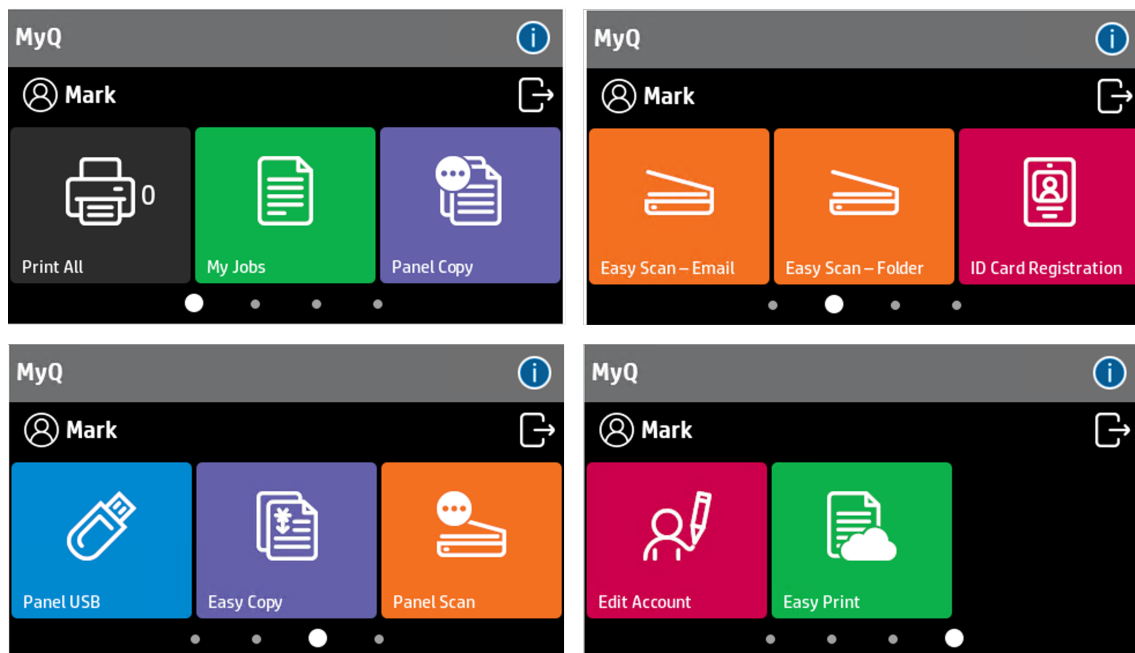 MyQ
Mark
0
Print All
My Jobs
Panel Copy
MyQ
Mark
Easy Scan – Email
Easy Scan – Folder
ID Card Registration
MyQ
Mark
Panel USB
Easy Copy
Panel Scan
MyQ
Mark
Edit Account
Easy Print